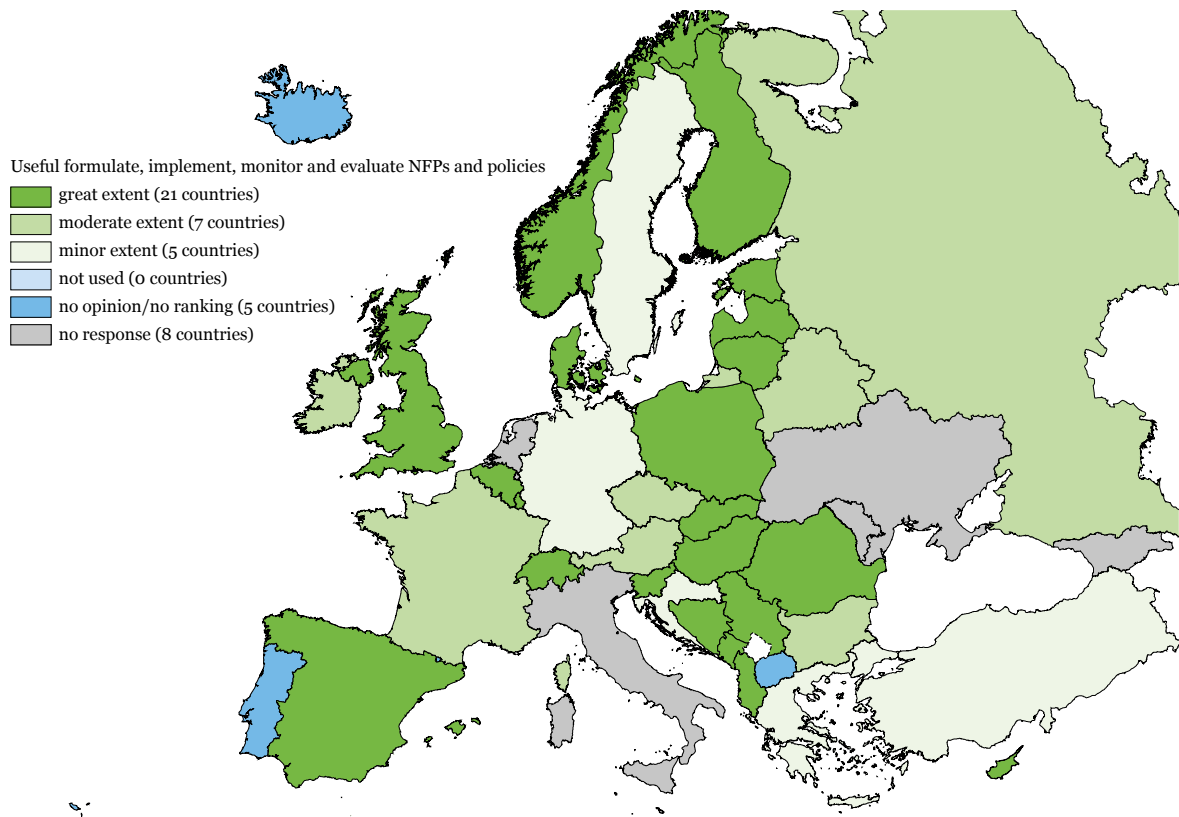 Useful formulate, implement, monitor and evaluate NFPs and policies
great extent (21 countries)
moderate extent (7 countries)
minor extent (5 countries)
not used (0 countries)
no opinion/no ranking (5 countries)
no response (8 countries)